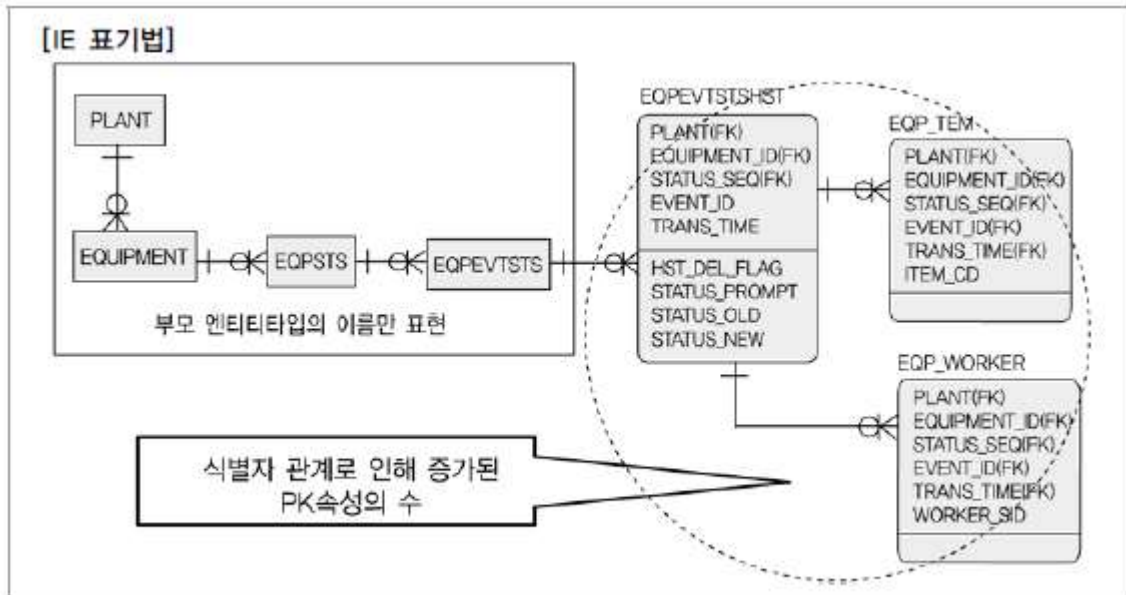 [IE 표기법]
PLANT
EQUIPMENT
EQPSTS
EQPEVTSTS
부모 엔티티타입의 이름만 표현
EQPEVTSTSHST
PLANT(FK)
EQUIPMENT_ID(FK)
STATUS_SEQ(FK)
EVENT_ID
TRANS_TIME
HST_DEL_FLAG
STATUS_PROMPT
STATUS_OLD
STATUS_NEW
EQP_TEM
PLANT(FK)
EQUIPMENT_ID(FK)
STATUS_SEQ(FK)
EVENT_ID(FK)
TRANS_TIME(FK)
ITEM_CD
EQP_WORKER
PLANT(FK)
EQUIPMENT_ID(FK)
STATUS_SEQ(FK)
EVENT_ID(FK)
TRANS_TIME(FK)
WORKER_SID
식별자 관계로 인해 증가된
PK속성의 수